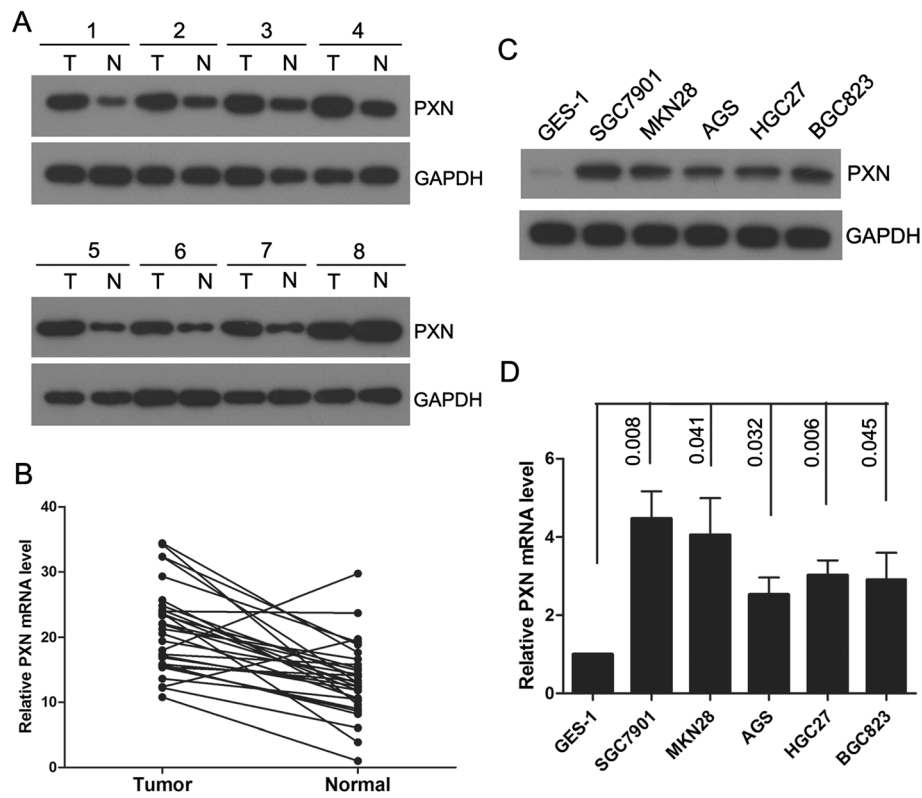 A
1 2 3 4
T N T N T N T N
PXN
GAPDH
5 6 7 8
T N T N T N T N
PXN
GAPDH
B
Relative PXN mRNA level
40
30
20
10
0
Tumor Normal
C
GES-1 SGC7901 MKN28 AGS HGC27 BGC823
PXN
GAPDH
D
0.008 0.041 0.032 0.006 0.045
Relative PXN mRNA level
6
4
2
0
GES-1 SGC7901 MKN28 AGS HGC27 BGC823